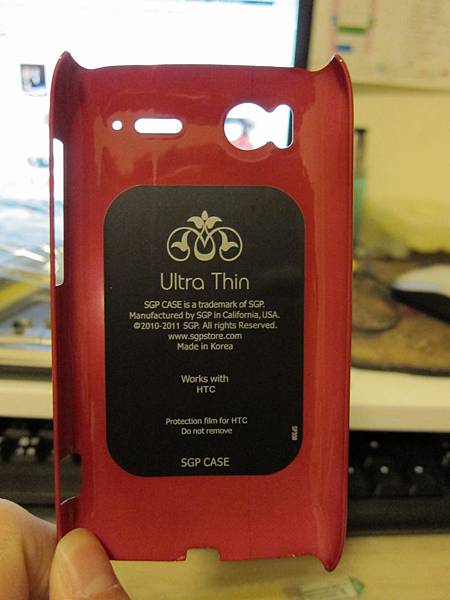 Ultra Thin
SGP CASE is a trademark of SGP.
Manufactured by SGP in California, USA.
©2010-2011 SGP. All rights Reserved.
www.sgpstore.com
Made in Korea
Works with
HTC
Protection film for HTC
Do not remove
SGP CASE